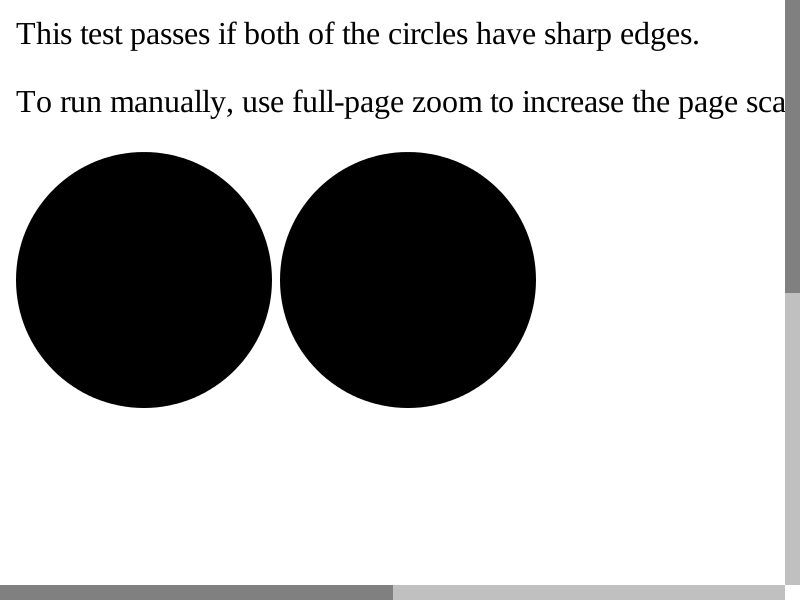 This test passes if both of the circles have sharp edges.
To run manually, use full-page zoom to increase the page sca